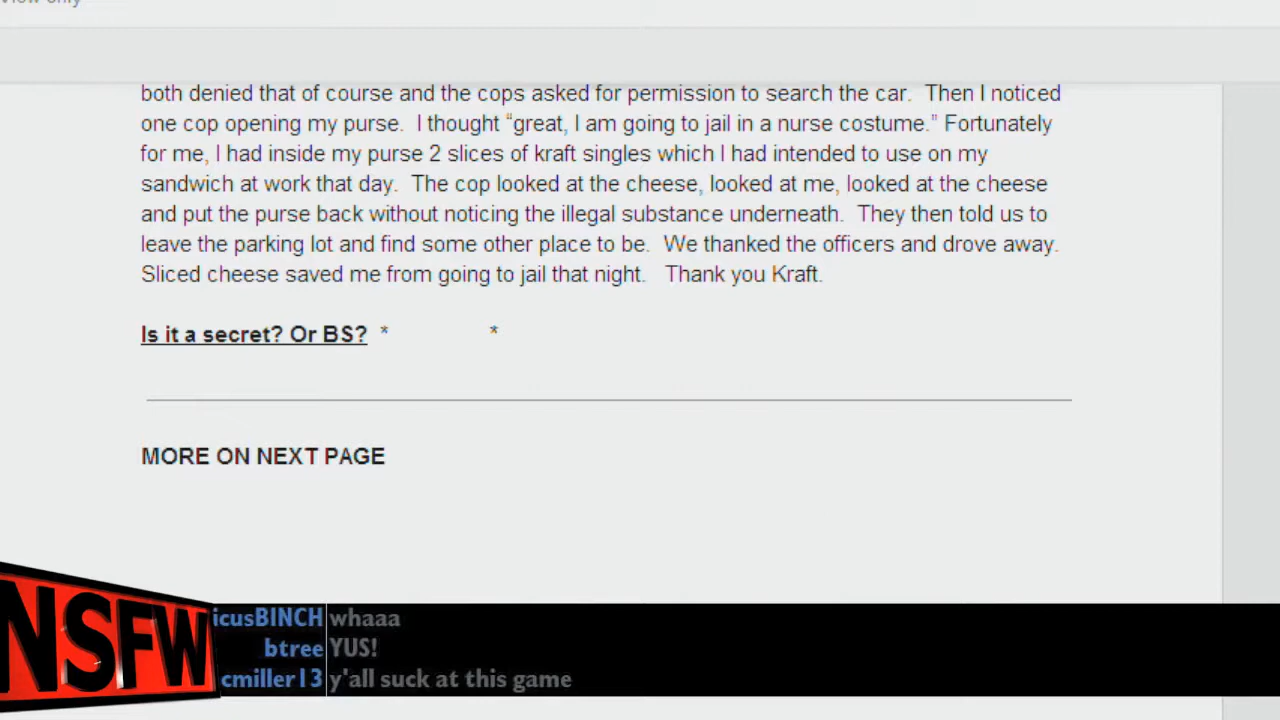 View only
both denied that of course and the cops asked for permission to search the car.  Then I noticed
one cop opening my purse.  I thought “great, I am going to jail in a nurse costume.” Fortunately
for me, I had inside my purse 2 slices of kraft singles which I had intended to use on my
sandwich at work that day.  The cop looked at the cheese, looked at me, looked at the cheese
and put the purse back without noticing the illegal substance underneath.  They then told us to
leave the parking lot and find some other place to be.  We thanked the officers and drove away.
Sliced cheese saved me from going to jail that night.   Thank you Kraft.
Is it a secret? Or BS?  *  *
MORE ON NEXT PAGE
NSFW
icusBINCH whaaa
btree YUS!
cmiller13 y'all suck at this game